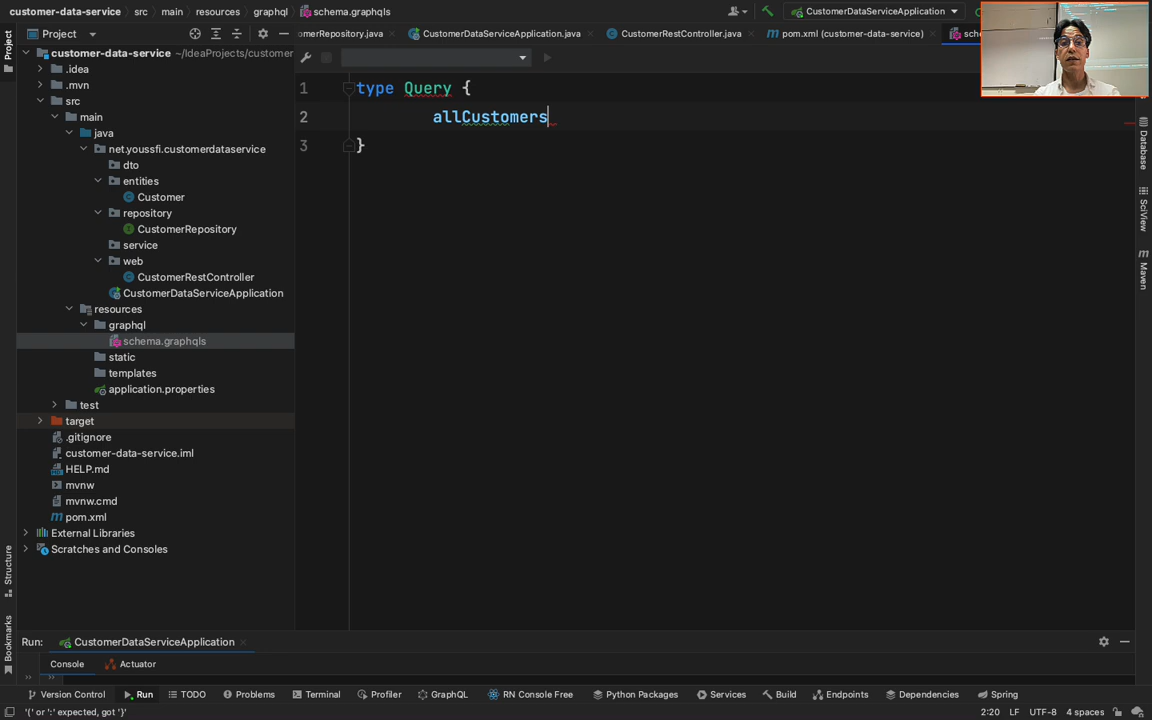 customer-data-service
src
main
resources
graphql
schema.graphqls
CustomerDataServiceApplication
Project
omerRepository.java
CustomerDataServiceApplication.java
CustomerRestController.java
pom.xml (customer-data-service)
sche
customer-data-service ~/IdeaProjects/customer
.idea
.mvn
src
main
java
net.youssfi.customerdataservice
dto
entities
Customer
repository
CustomerRepository
service
web
CustomerRestController
CustomerDataServiceApplication
resources
graphql
schema.graphqls
static
templates
application.properties
test
target
.gitignore
customer-data-service.iml
HELP.md
mvnw
mvnw.cmd
pom.xml
External Libraries
Scratches and Consoles
1 type Query {
2 allCustomers
3 }
Project
Structure
Bookmarks
Database
SciView
Maven
Run: CustomerDataServiceApplication
Console
Actuator
Version Control
Run
TODO
Problems
Terminal
Profiler
GraphQL
RN Console Free
Python Packages
Services
Build
Endpoints
Dependencies
Spring
'{' or ':' expected, got '}'
2:20 LF UTF-8 4 spaces